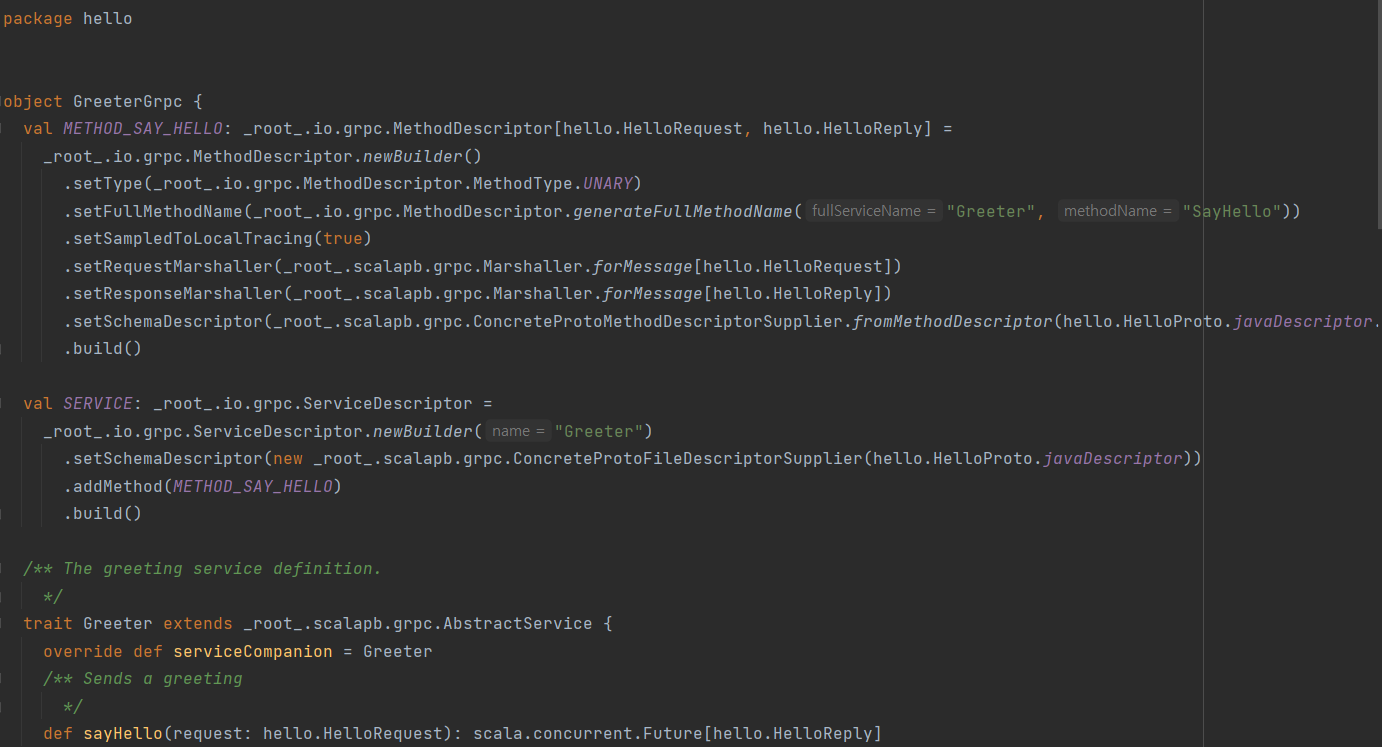 package hello
object GreeterGrpc {
val METHOD_SAY_HELLO: _root_.io.grpc.MethodDescriptor[hello.HelloRequest, hello.HelloReply] =
_root_.io.grpc.MethodDescriptor.newBuilder()
.setType(_root_.io.grpc.MethodDescriptor.MethodType.UNARY)
.setFullMethodName(_root_.io.grpc.MethodDescriptor.generateFullMethodName( fullServiceName = "Greeter", methodName = "SayHello"))
.setSampledToLocalTracing(true)
.setRequestMarshaller(_root_.scalapb.grpc.Marshaller.forMessage[hello.HelloRequest])
.setResponseMarshaller(_root_.scalapb.grpc.Marshaller.forMessage[hello.HelloReply])
.setSchemaDescriptor(_root_.scalapb.grpc.ConcreteProtoMethodDescriptorSupplier.fromMethodDescriptor(hello.HelloProto.javaDescriptor.
.build()
val SERVICE: _root_.io.grpc.ServiceDescriptor =
_root_.io.grpc.ServiceDescriptor.newBuilder( name = "Greeter")
.setSchemaDescriptor(new _root_.scalapb.grpc.ConcreteProtoFileDescriptorSupplier(hello.HelloProto.javaDescriptor))
.addMethod(METHOD_SAY_HELLO)
.build()
/** The greeting service definition.
*/
trait Greeter extends _root_.scalapb.grpc.AbstractService {
override def serviceCompanion = Greeter
/** Sends a greeting
*/
def sayHello(request: hello.HelloRequest): scala.concurrent.Future[hello.HelloReply]